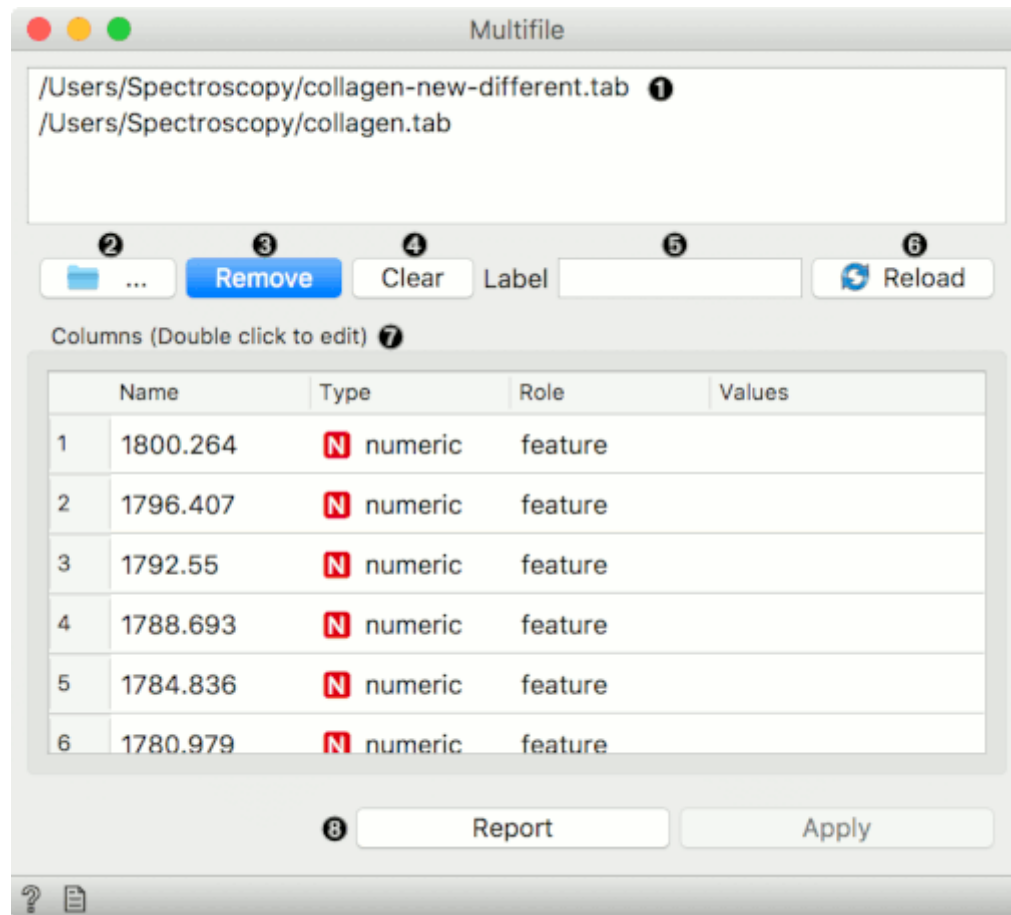 Multifile
/Users/Spectroscopy/collagen-new-different.tab ❶
/Users/Spectroscopy/collagen.tab
❷ ❸ ❹ ❺ ❻
... Remove Clear Label Reload
Columns (Double click to edit) ❼
Name Type Role Values
1 1800.264 N numeric feature
2 1796.407 N numeric feature
3 1792.55 N numeric feature
4 1788.693 N numeric feature
5 1784.836 N numeric feature
6 1780.979 N numeric feature
❽ Report Apply
?